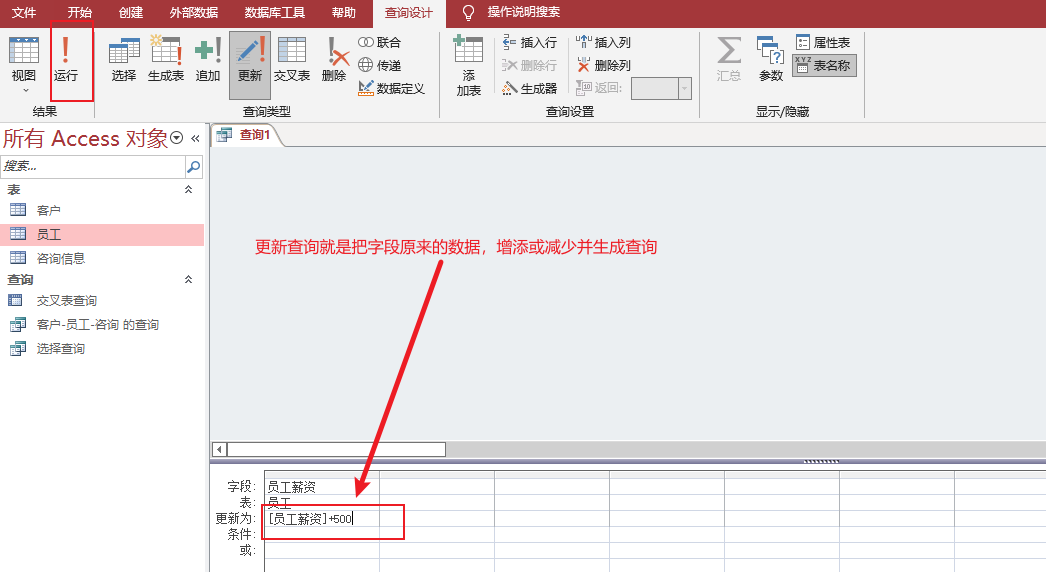 文件 开始 创建 外部数据 数据库工具 帮助 查询设计 操作说明搜索
视图 运行 选择 生成表 追加 更新 交叉表 删除 联合 传递 数据定义 添加表 插入行 删除行 生成器 插入列 删除列 返回: 汇总 参数 属性表 表名称
结果 查询类型 查询设置 显示/隐藏
所有 Access 对象 «
查询1
搜索...
表
客户
员工
咨询信息
查询
交叉表查询
客户-员工-咨询 的查询
选择查询
更新查询就是把字段原来的数据，增添或减少并生成查询
字段: 员工薪资
表: 员工
更新为: [员工薪资]+500
条件:
或: